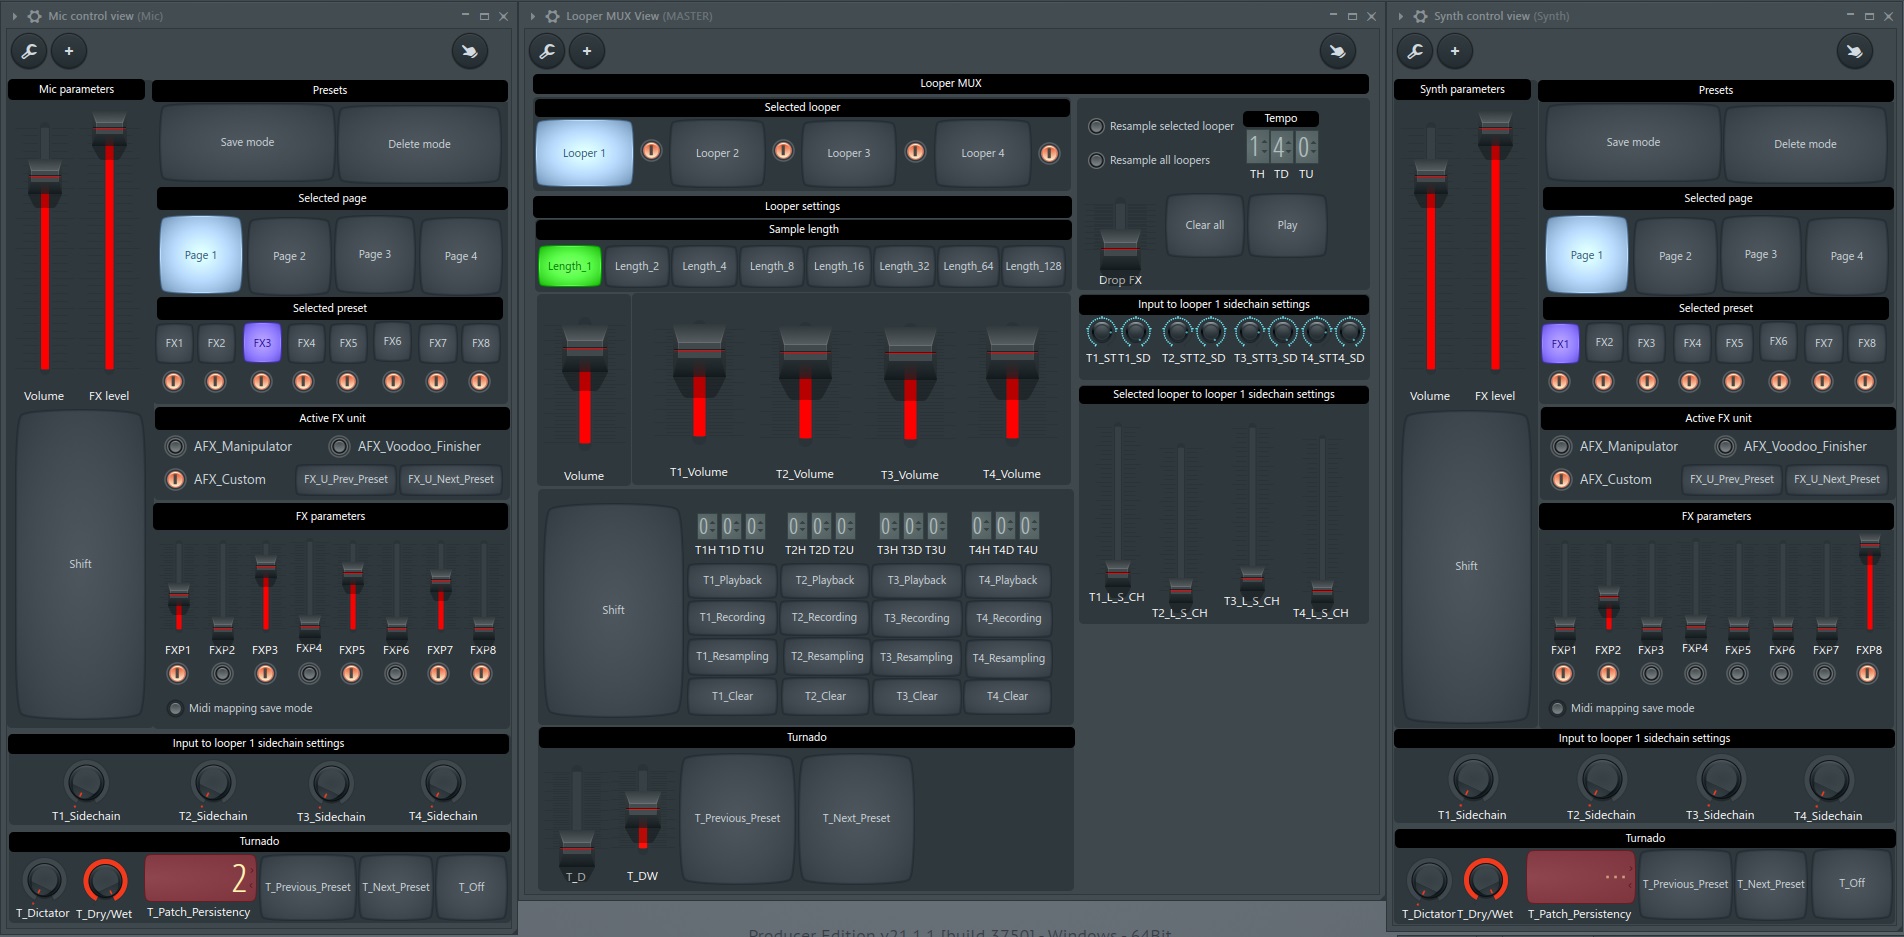 Mic control view (Mic)
Mic parameters
Presets
Save mode
Delete mode
Selected page
Page 1
Page 2
Page 3
Page 4
Selected preset
FX1 FX2 FX3 FX4 FX5 FX6 FX7 FX8
Volume
FX level
Active FX unit
AFX_Manipulator
AFX_Voodoo_Finisher
AFX_Custom
FX_U_Prev_Preset
FX_U_Next_Preset
FX parameters
Shift
FXP1 FXP2 FXP3 FXP4 FXP5 FXP6 FXP7 FXP8
Midi mapping save mode
Input to looper 1 sidechain settings
T1_Sidechain
T2_Sidechain
T3_Sidechain
T4_Sidechain
Turnado
2
T_Previous_Preset
T_Next_Preset
T_Off
T_Dictator
T_Dry/Wet
T_Patch_Persistency
Looper MUX View (MASTER)
Looper MUX
Selected looper
Looper 1
Looper 2
Looper 3
Looper 4
Looper settings
Sample length
Length_1 Length_2 Length_4 Length_8 Length_16 Length_32 Length_64 Length_128
Volume
T1_Volume
T2_Volume
T3_Volume
T4_Volume
Shift
0 0 0 0 0 0 0 0 0 0 0 0
T1H T1D T1U T2H T2D T2U T3H T3D T3U T4H T4D T4U
T1_Playback T2_Playback T3_Playback T4_Playback
T1_Recording T2_Recording T3_Recording T4_Recording
T1_Resampling T2_Resampling T3_Resampling T4_Resampling
T1_Clear T2_Clear T3_Clear T4_Clear
Turnado
T_D
T_DW
T_Previous_Preset
T_Next_Preset
Resample selected looper
Resample all loopers
Tempo
1 4 0
TH TD TU
Clear all
Play
Drop FX
Input to looper 1 sidechain settings
T1_ST T1_SD T2_ST T2_SD T3_ST T3_SD T4_ST T4_SD
Selected looper to looper 1 sidechain settings
T1_L_S_CH
T2_L_S_CH
T3_L_S_CH
T4_L_S_CH
Producer Edition v21.1.1 [build 3750] - Windows - 64Bit
Synth control view (Synth)
Synth parameters
Presets
Save mode
Delete mode
Selected page
Page 1
Page 2
Page 3
Page 4
Selected preset
FX1 FX2 FX3 FX4 FX5 FX6 FX7 FX8
Volume
FX level
Active FX unit
AFX_Manipulator
AFX_Voodoo_Finisher
AFX_Custom
FX_U_Prev_Preset
FX_U_Next_Preset
FX parameters
Shift
FXP1 FXP2 FXP3 FXP4 FXP5 FXP6 FXP7 FXP8
Midi mapping save mode
Input to looper 1 sidechain settings
T1_Sidechain
T2_Sidechain
T3_Sidechain
T4_Sidechain
Turnado
...
T_Previous_Preset
T_Next_Preset
T_Off
T_Dictator
T_Dry/Wet
T_Patch_Persistency